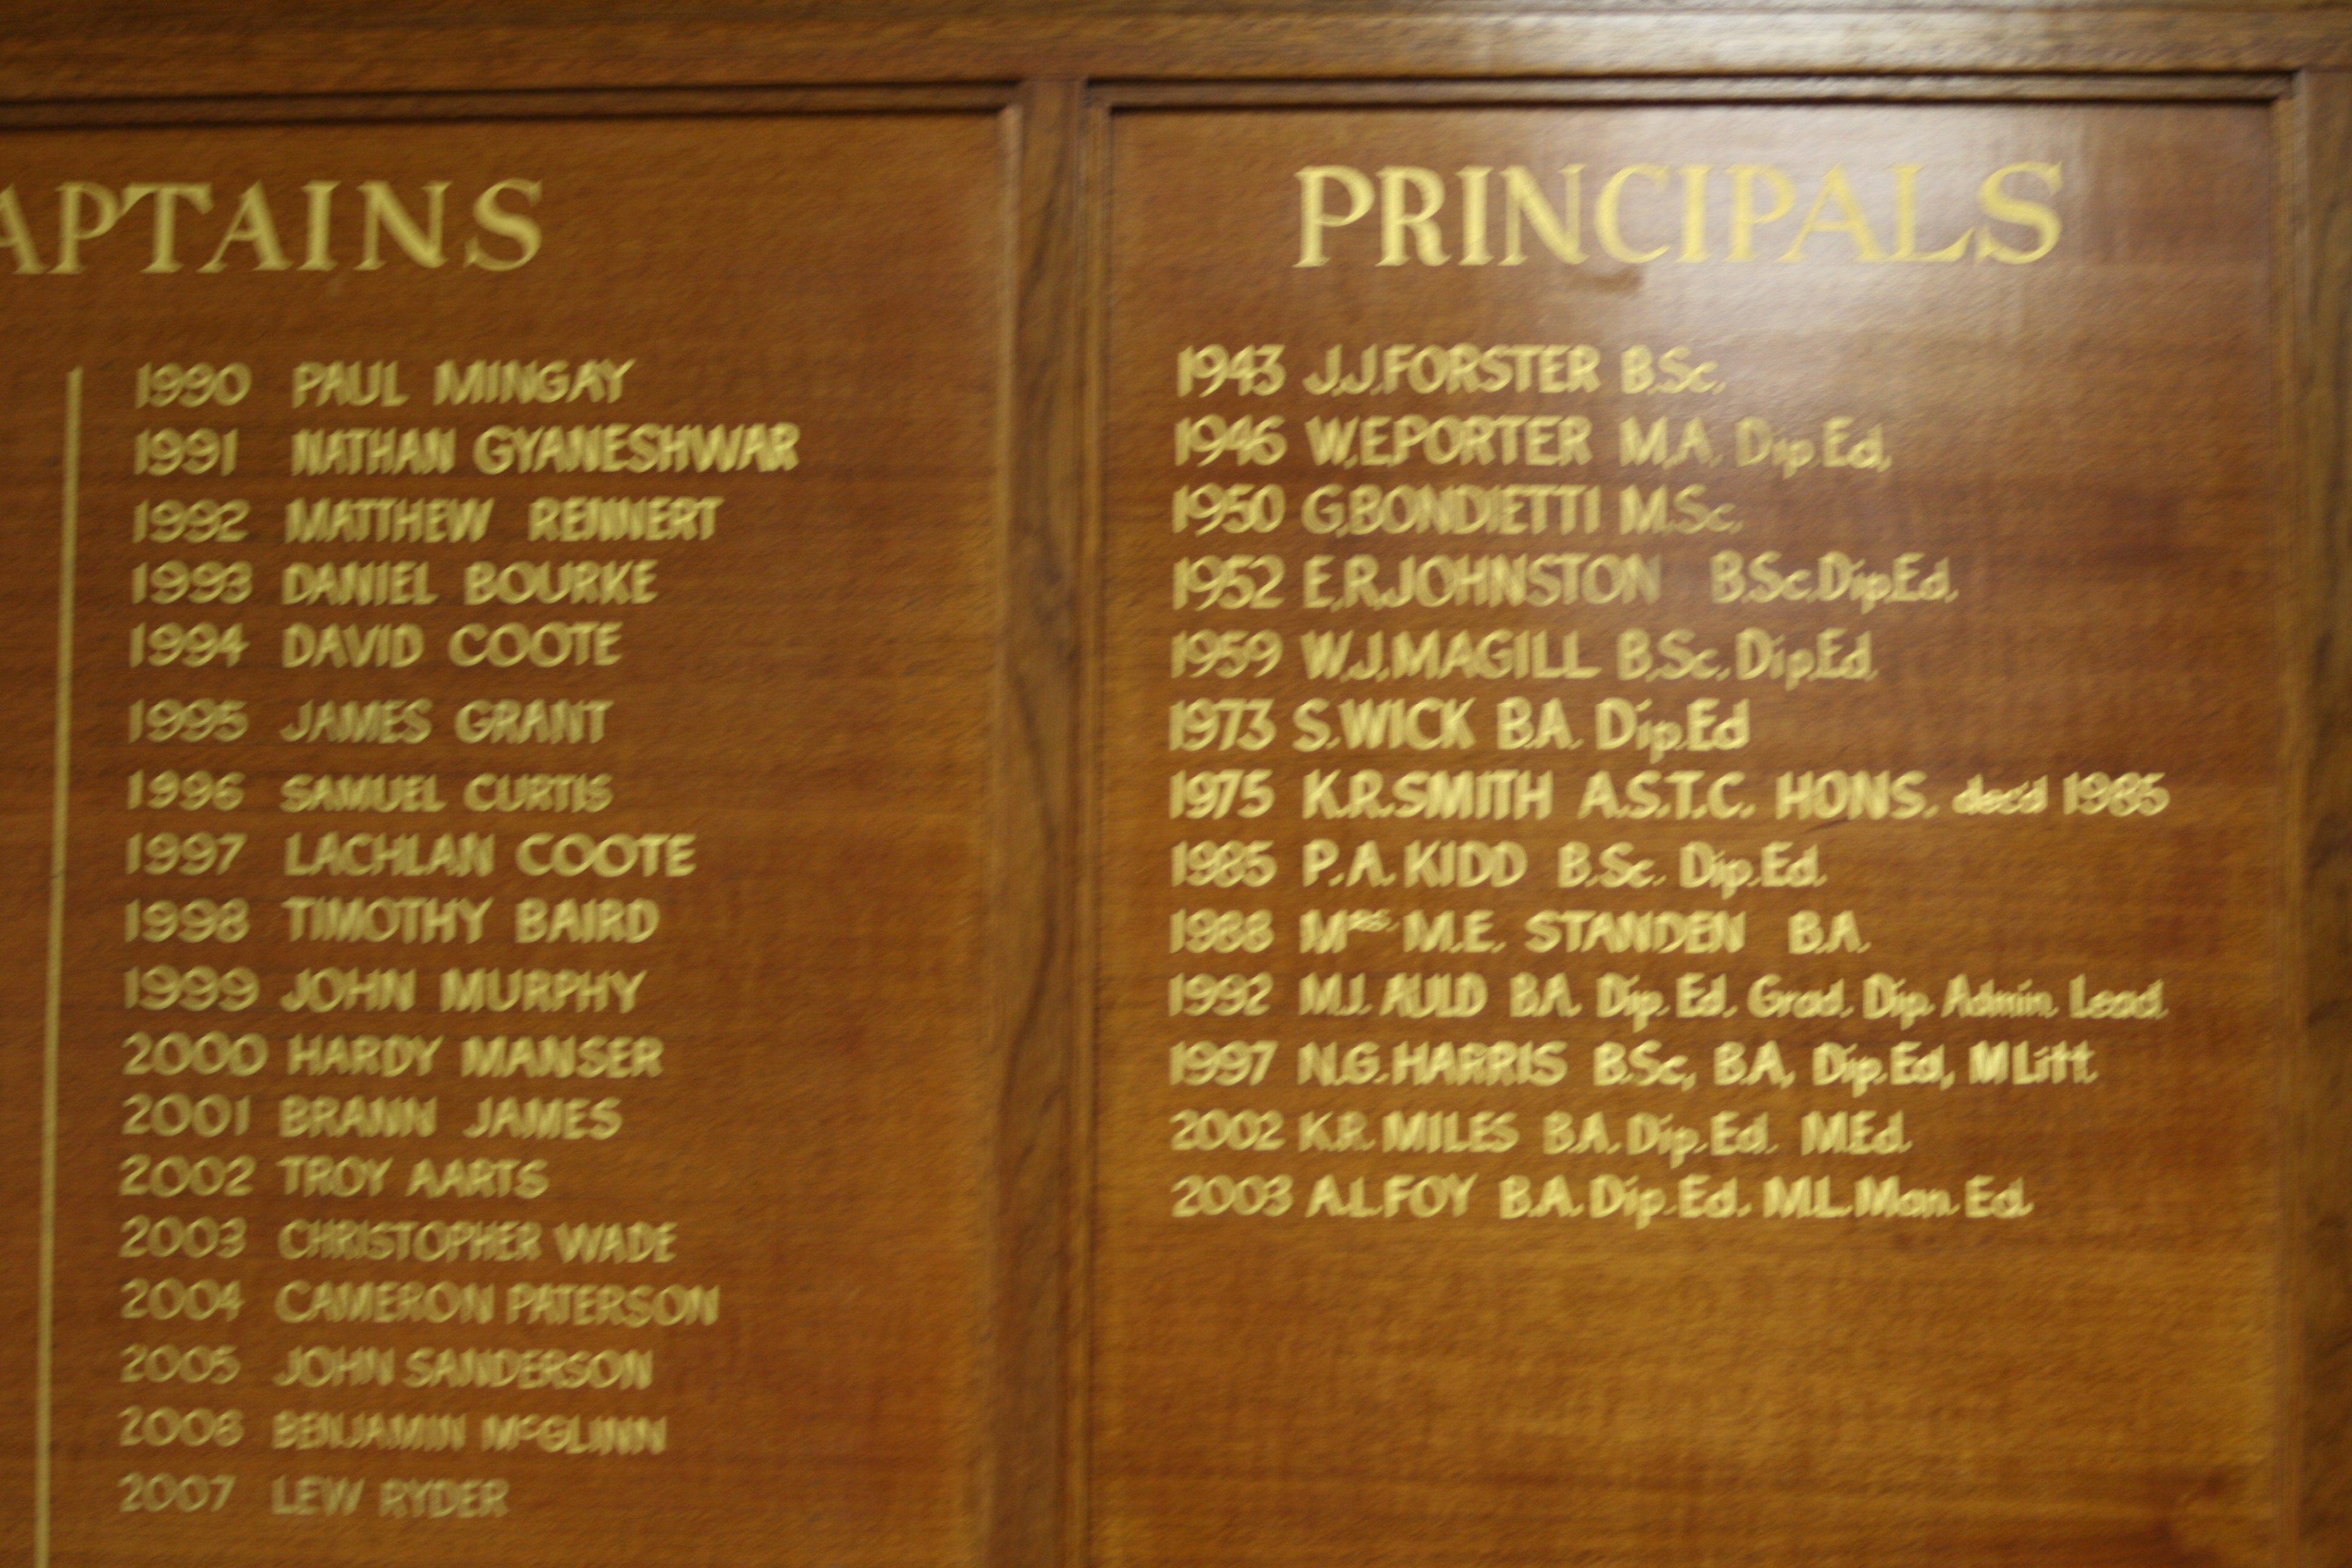 APTAINS
1990 PAUL MINGAY
1991 NATHAN GYANESHWAR
1992 MATTHEW RENNERT
1993 DANIEL BOURKE
1994 DAVID COOTE
1995 JAMES GRANT
1996 SAMUEL CURTIS
1997 LACHLAN COOTE
1998 TIMOTHY BAIRD
1999 JOHN MURPHY
2000 HARDY MANSER
2001 BRANN JAMES
2002 TROY AARTS
2003 CHRISTOPHER WADE
2004 CAMERON PATERSON
2005 JOHN SANDERSON
2006 BENJAMIN McGLINN
2007 LEW RYDER
PRINCIPALS
1943 J.J.FORSTER B.Sc.
1946 W.E.PORTER M.A. Dip.Ed.
1950 G.BONDIETTI M.Sc.
1952 E.R.JOHNSTON B.Sc.Dip.Ed.
1959 W.J.MAGILL B.Sc.Dip.Ed.
1973 S.WICK B.A. Dip.Ed
1975 K.R.SMITH A.S.T.C. HONS. dec'd 1985
1985 P.A.KIDD B.Sc. Dip.Ed.
1988 MRS. M.E. STANDEN B.A.
1992 M.J. AULD B.A. Dip. Ed. Grad. Dip. Admin. Lead.
1997 N.G.HARRIS B.Sc, B.A, Dip.Ed, MLitt.
2002 K.R. MILES B.A. Dip.Ed. M.Ed.
2003 A.L.FOY B.A. Dip.Ed. M.L.Man.Ed.